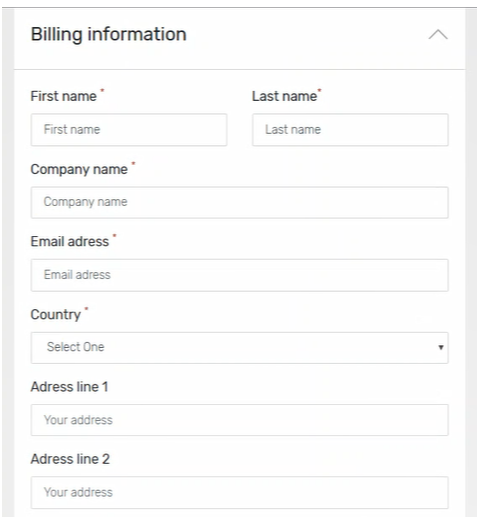 Billing information
First name * Last name*
First name Last name
Company name *
Company name
Email adress *
Email adress
Country *
Select One
Adress line 1
Your address
Adress line 2
Your address